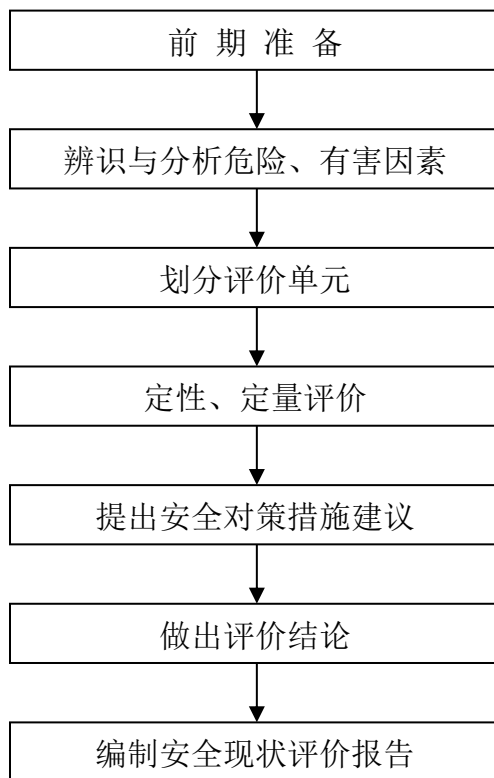 前 期 准 备
辨识与分析危险、有害因素
划分评价单元
定性、定量评价
提出安全对策措施建议
做出评价结论
编制安全现状评价报告